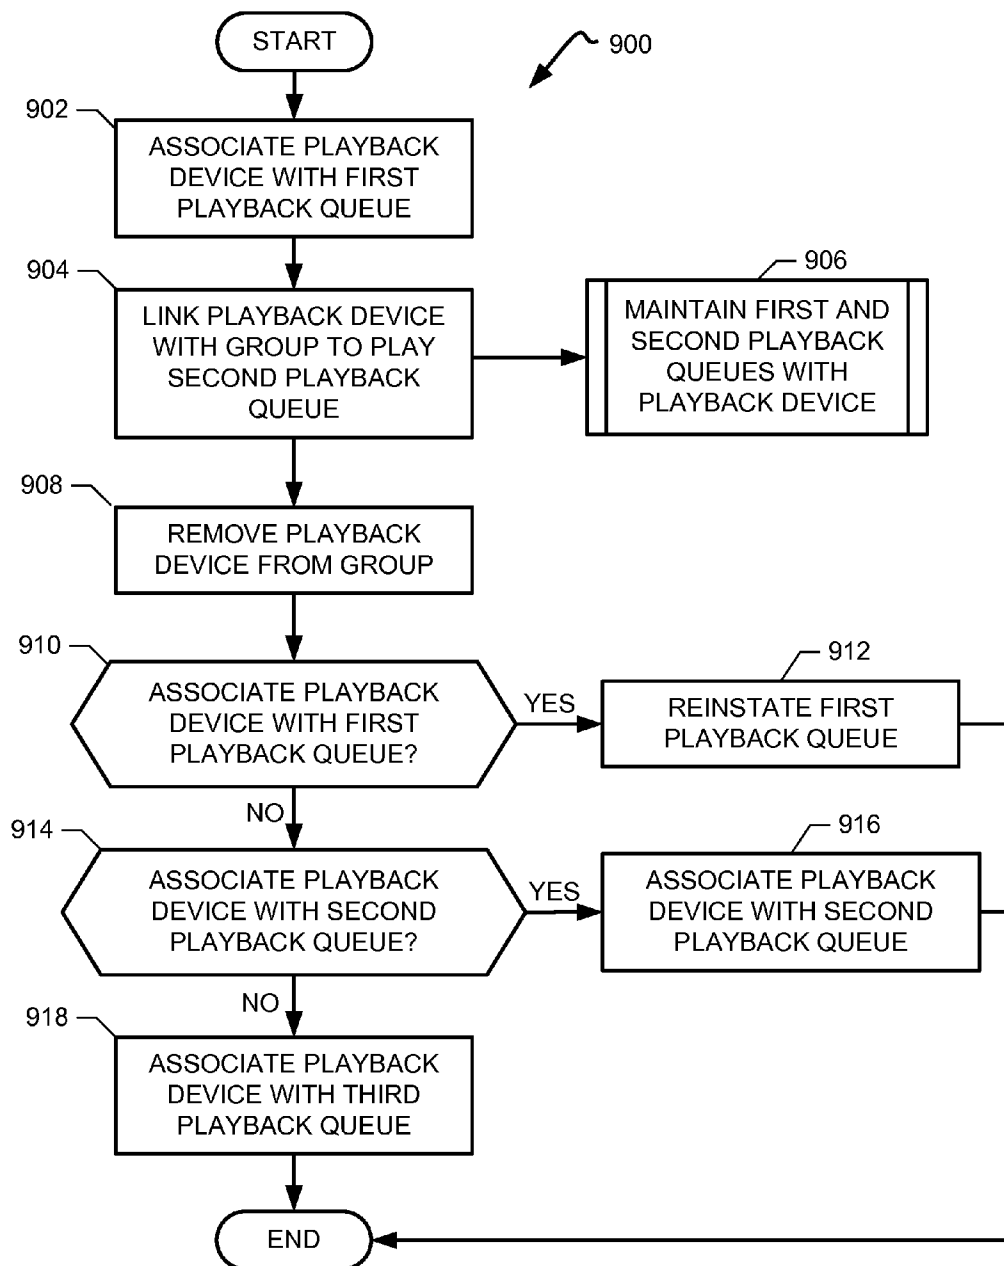 START
900
902
ASSOCIATE PLAYBACK
DEVICE WITH FIRST
PLAYBACK QUEUE
904
LINK PLAYBACK DEVICE
WITH GROUP TO PLAY
SECOND PLAYBACK
QUEUE
906
MAINTAIN FIRST AND
SECOND PLAYBACK
QUEUES WITH
PLAYBACK DEVICE
908
REMOVE PLAYBACK
DEVICE FROM GROUP
910
ASSOCIATE PLAYBACK
DEVICE WITH FIRST
PLAYBACK QUEUE?
YES
912
REINSTATE FIRST
PLAYBACK QUEUE
NO
914
ASSOCIATE PLAYBACK
DEVICE WITH SECOND
PLAYBACK QUEUE?
YES
916
ASSOCIATE PLAYBACK
DEVICE WITH SECOND
PLAYBACK QUEUE
NO
918
ASSOCIATE PLAYBACK
DEVICE WITH THIRD
PLAYBACK QUEUE
END